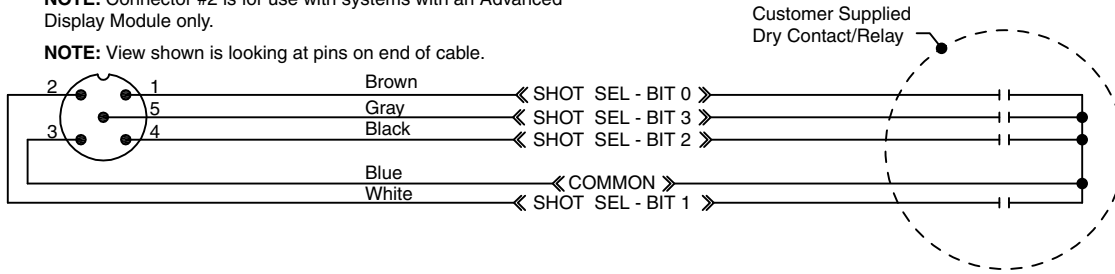 NOTE: Connector #2 is for use with systems with an Advanced
Display Module only.
NOTE: View shown is looking at pins on end of cable.
Customer Supplied
Dry Contact/Relay
2
1
5
3
4
Brown
SHOT SEL - BIT 0
Gray
SHOT SEL - BIT 3
Black
SHOT SEL - BIT 2
Blue
COMMON
White
SHOT SEL - BIT 1